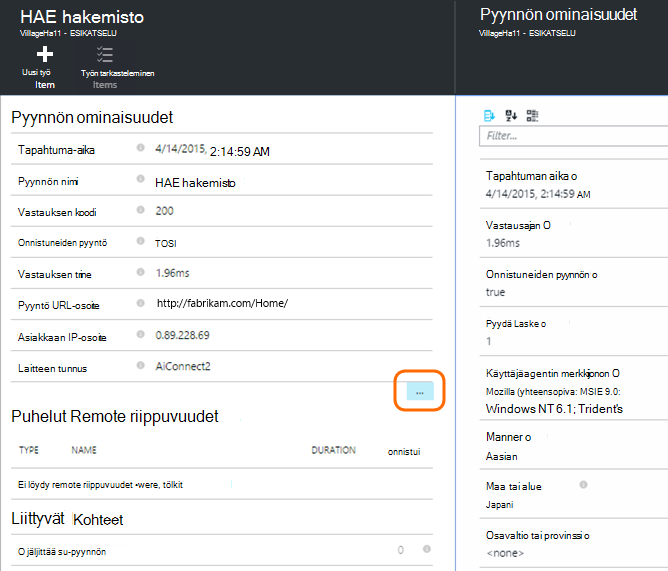 HAE hakemisto
VillageHa11 - ESIKATSELU
Uusi työ
Item
Työn tarkasteleminen
Items
Pyynnön ominaisuudet
Tapahtuma-aika
4/14/2015, 2:14:59 AM
Pyynnön nimi
HAE hakemisto
Vastauksen koodi
200
Onnistuneiden pyyntö
TOSI
Vastauksen trine
1.96ms
Pyyntö URL-osoite
http://fabrikam.com/Home/
Asiakkaan IP-osoite
0.89.228.69
Laitteen tunnus
AiConnect2
...
Puhelut Remote riippuvuudet
TYPE NAME DURATION onnistui
Ei löydy remote riippuvuudet -were, tölkit
Liittyvät Kohteet
O jäljittää su-pyynnön
0
Pyynnön ominaisuudet
VillageHa11 - ESIKATSELU
Filter...
Tapahtuman aika o
4/14/2015, 2:14:59 AM
Vastausajan O
1.96ms
Onnistuneiden pyynnön o
true
Pyydä Laske o
1
Käyttäjäagentin merkkijonon O
Mozilla (yhteensopiva: MSIE 9.0:
Windows NT 6.1; Trident's
Manner o
Aasian
Maa tai alue
Japani
Osavaltio tai provinssi o
<none>